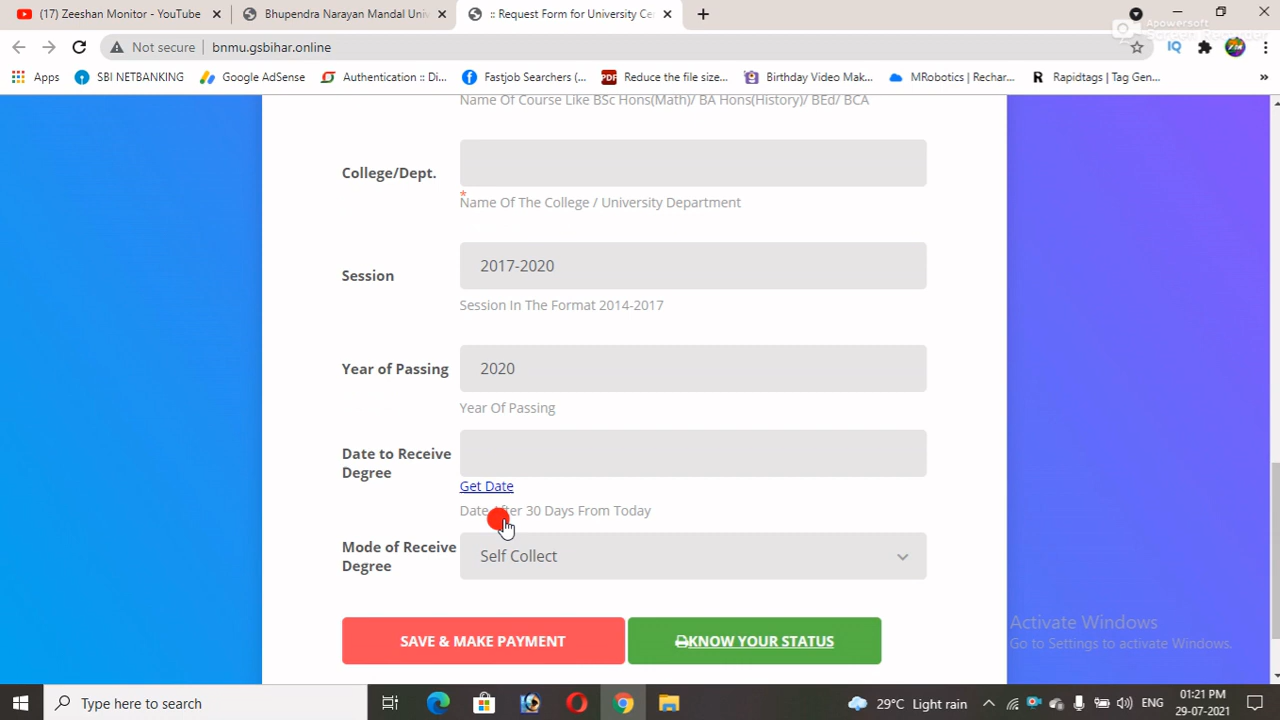 (17) Zeeshan Monitor - YouTube
Bhupendra Narayan Mandal Univ
:: Request Form for University Ce
Apowersoft
Screen Recorder
Not secure
bnmu.gsbihar.online
Apps
SBI NETBANKING
Google AdSense
Authentication :: Di...
Fastjob Searchers (...
PDF
Reduce the file size...
Birthday Video Mak...
MRobotics | Rechar...
Rapidtags | Tag Gen...
»
Name Of Course Like BSc Hons(Math)/ BA Hons(History)/ BEd/ BCA
College/Dept.
*
Name Of The College / University Department
Session
2017-2020
Session In The Format 2014-2017
Year of Passing
2020
Year Of Passing
Date to Receive
Degree
Get Date
Date After 30 Days From Today
Mode of Receive
Degree
Self Collect
SAVE & MAKE PAYMENT
KNOW YOUR STATUS
Activate Windows
Go to Settings to activate Windows.
Type here to search
29°C Light rain
ENG
01:21 PM
29-07-2021